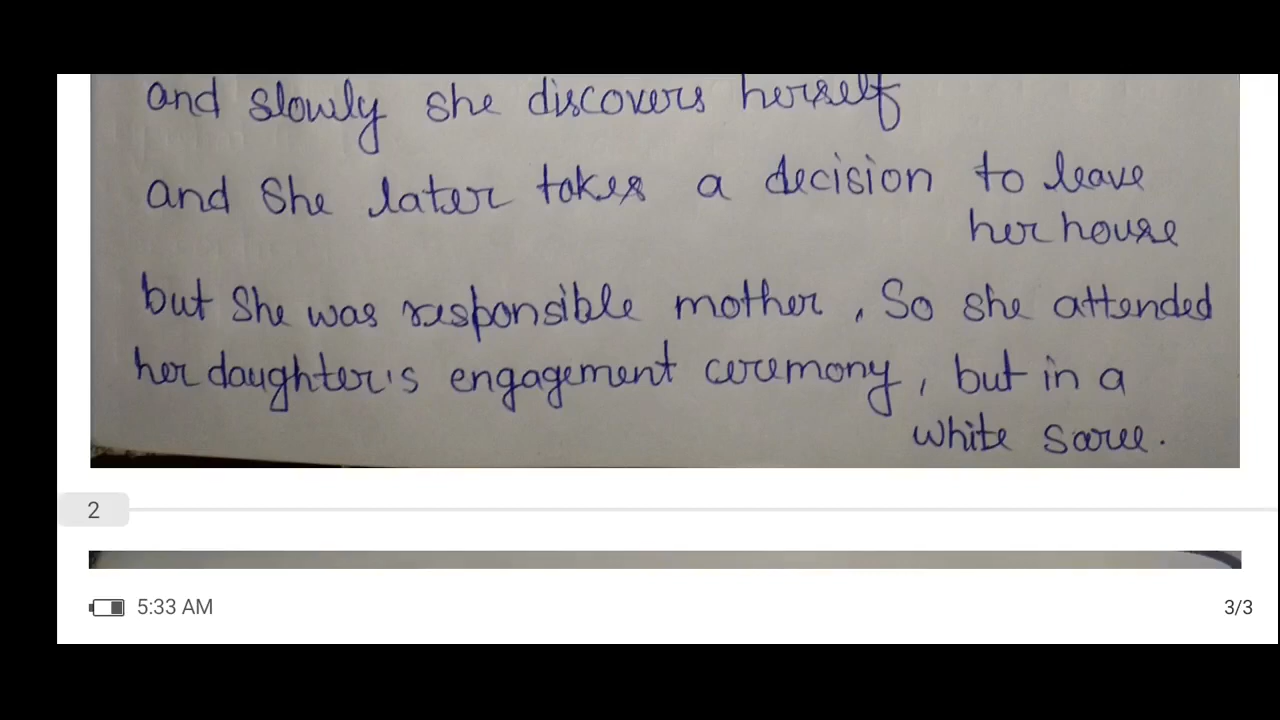 and slowly she discovers herself
and she later takes a decision to leave
her house
but she was responsible mother, So she attended
her daughter's engagement ceremony, but in a
white saree.
2
5:33 AM
3/3